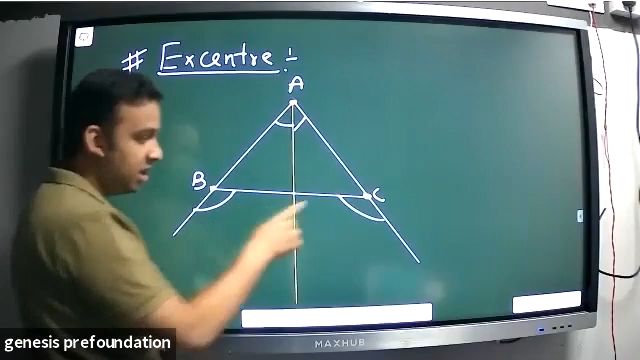 # Excentre :-
A
B
C
MAXHUB
genesis prefoundation